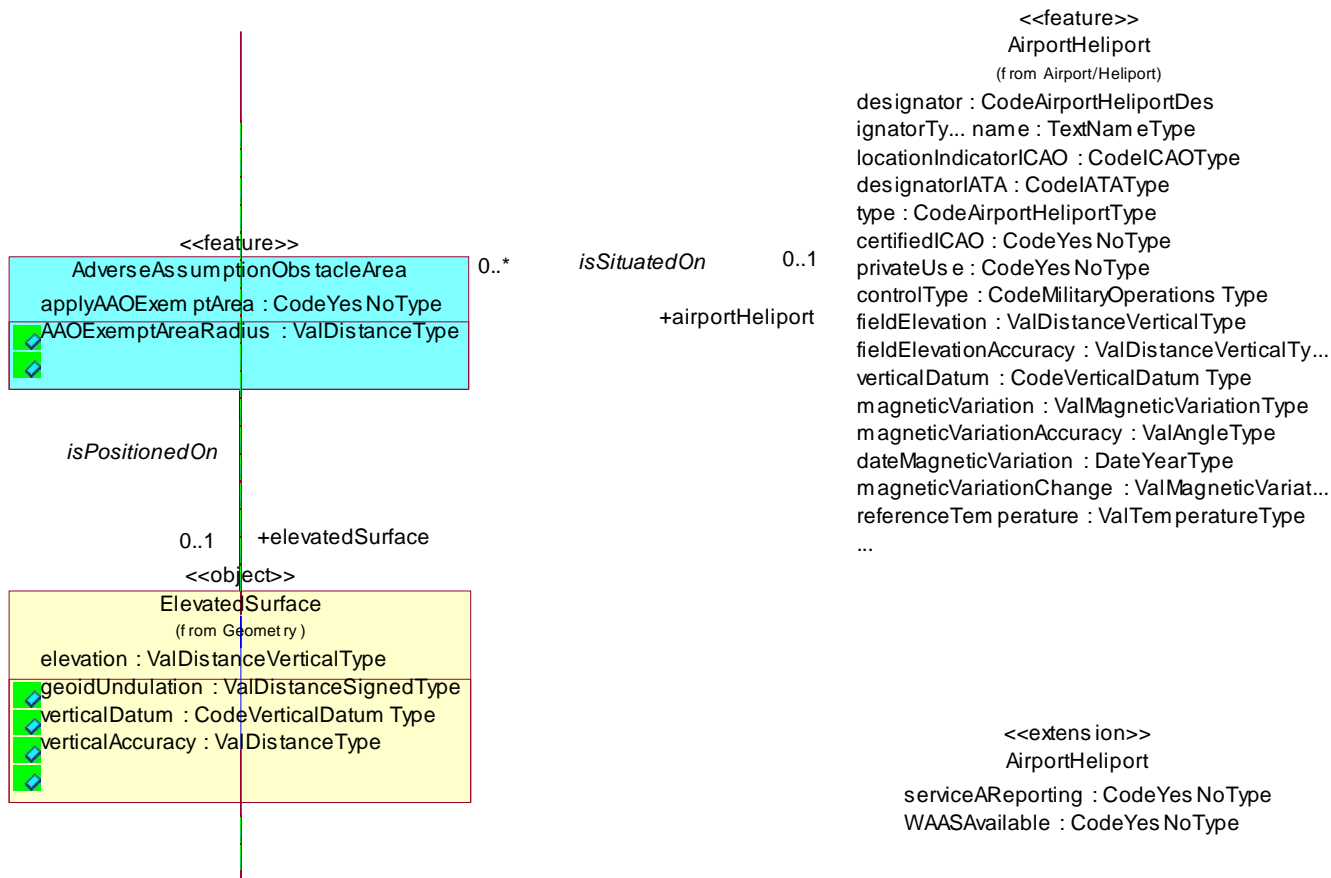 <<feature>>
AirportHeliport
(from Airport/Heliport)
designator : CodeAirportHeliportDes
ignatorTy... name : TextNameType
locationIndicatorICAO : CodeICAOType
designatorIATA : CodeIATAType
type : CodeAirportHeliportType
certifiedICAO : CodeYesNoType
privateUse : CodeYesNoType
controlType : CodeMilitaryOperationsType
fieldElevation : ValDistanceVerticalType
fieldElevationAccuracy : ValDistanceVerticalTy...
verticalDatum : CodeVerticalDatumType
magneticVariation : ValMagneticVariationType
magneticVariationAccuracy : ValAngleType
dateMagneticVariation : DateYearType
magneticVariationChange : ValMagneticVariat...
referenceTemperature : ValTemperatureType
...
<<feature>>
AdverseAssumptionObstacleArea
applyAAOExemptArea : CodeYesNoType
AAOExemptAreaRadius : ValDistanceType
0..*
isSituatedOn
0..1
+airportHeliport
isPositionedOn
0..1
+elevatedSurface
<<object>>
ElevatedSurface
(from Geometry)
elevation : ValDistanceVerticalType
geoidUndulation : ValDistanceSignedType
verticalDatum : CodeVerticalDatumType
verticalAccuracy : ValDistanceType
<<extension>>
AirportHeliport
serviceAReporting : CodeYesNoType
WAASAvailable : CodeYesNoType